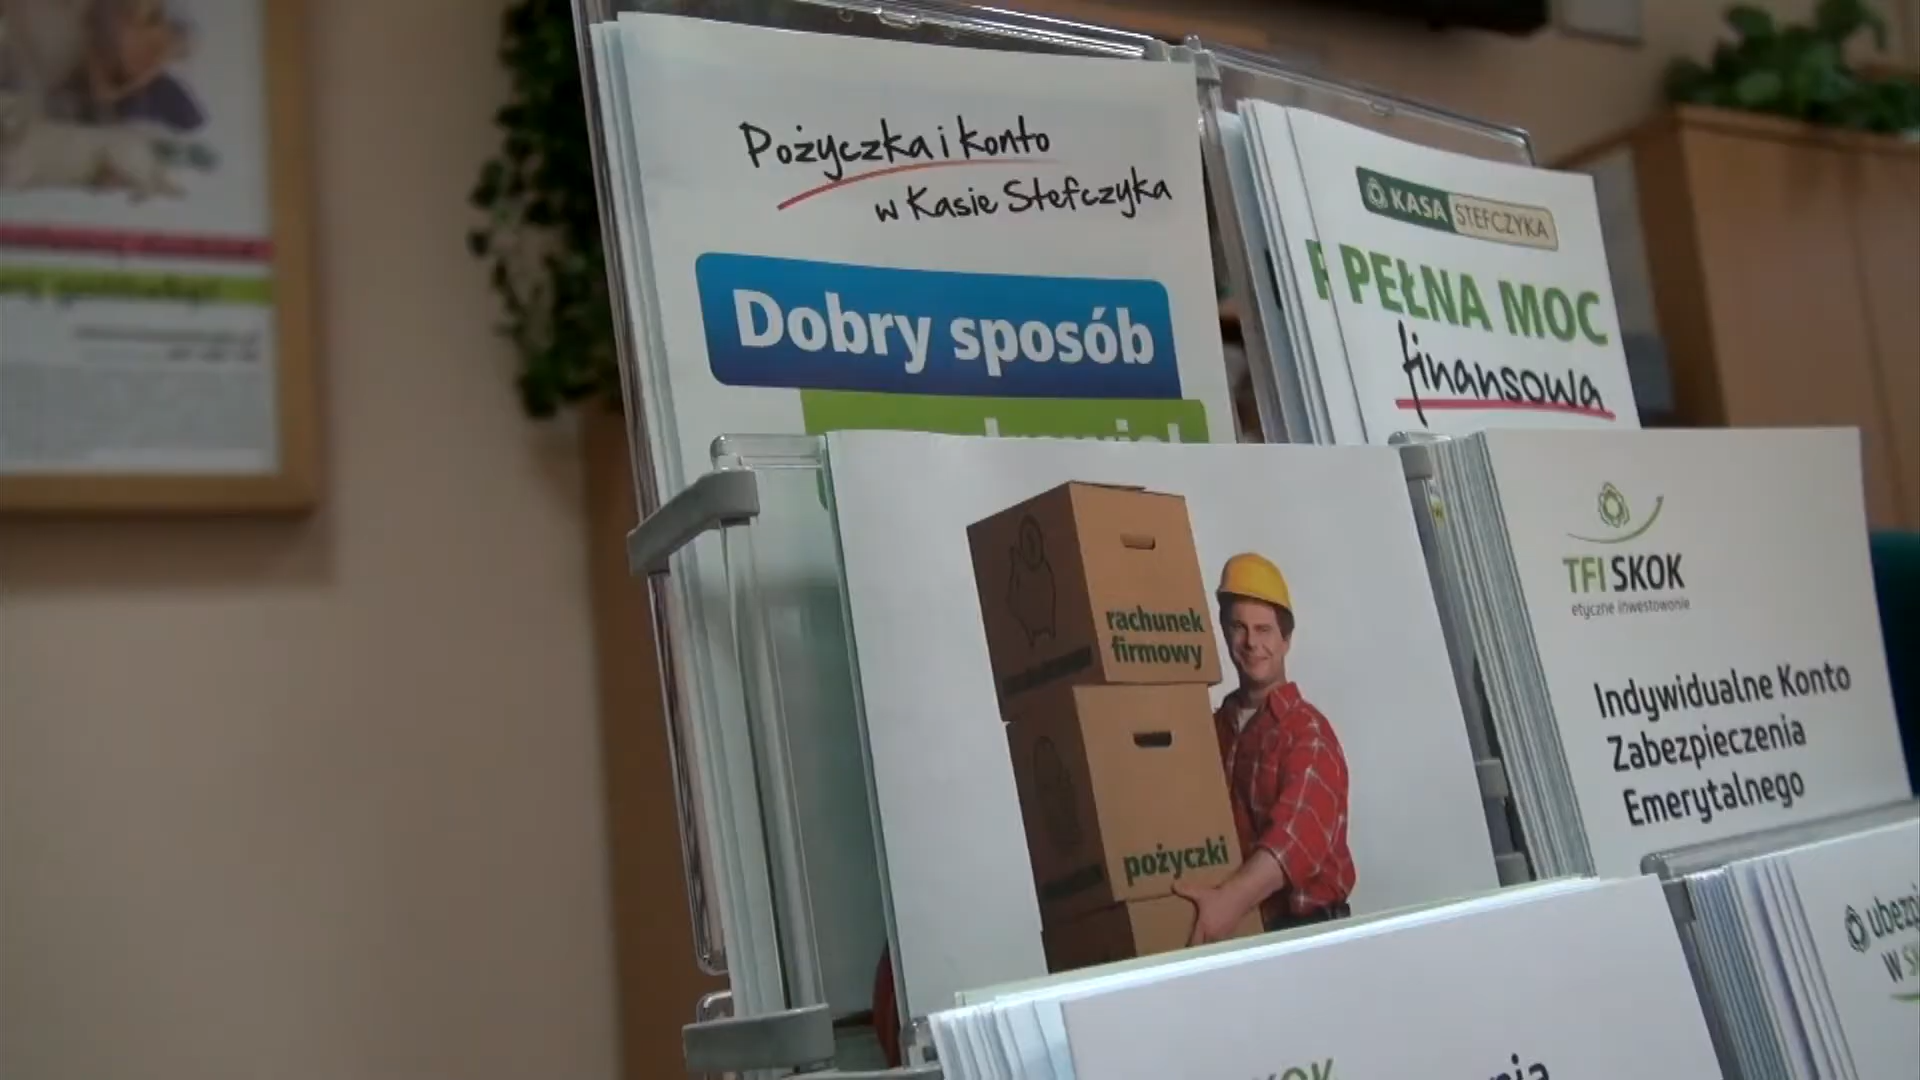 Pożyczka i konto
w Kasie Stefczyka
Dobry sposób
KASA STEFCZYKA
PEŁNA MOC
finansowa
rachunek
firmowy
pożyczki
TFI SKOK
etyczne inwestowanie
Indywidualne Konto
Zabezpieczenia
Emerytalnego
W
SKOK